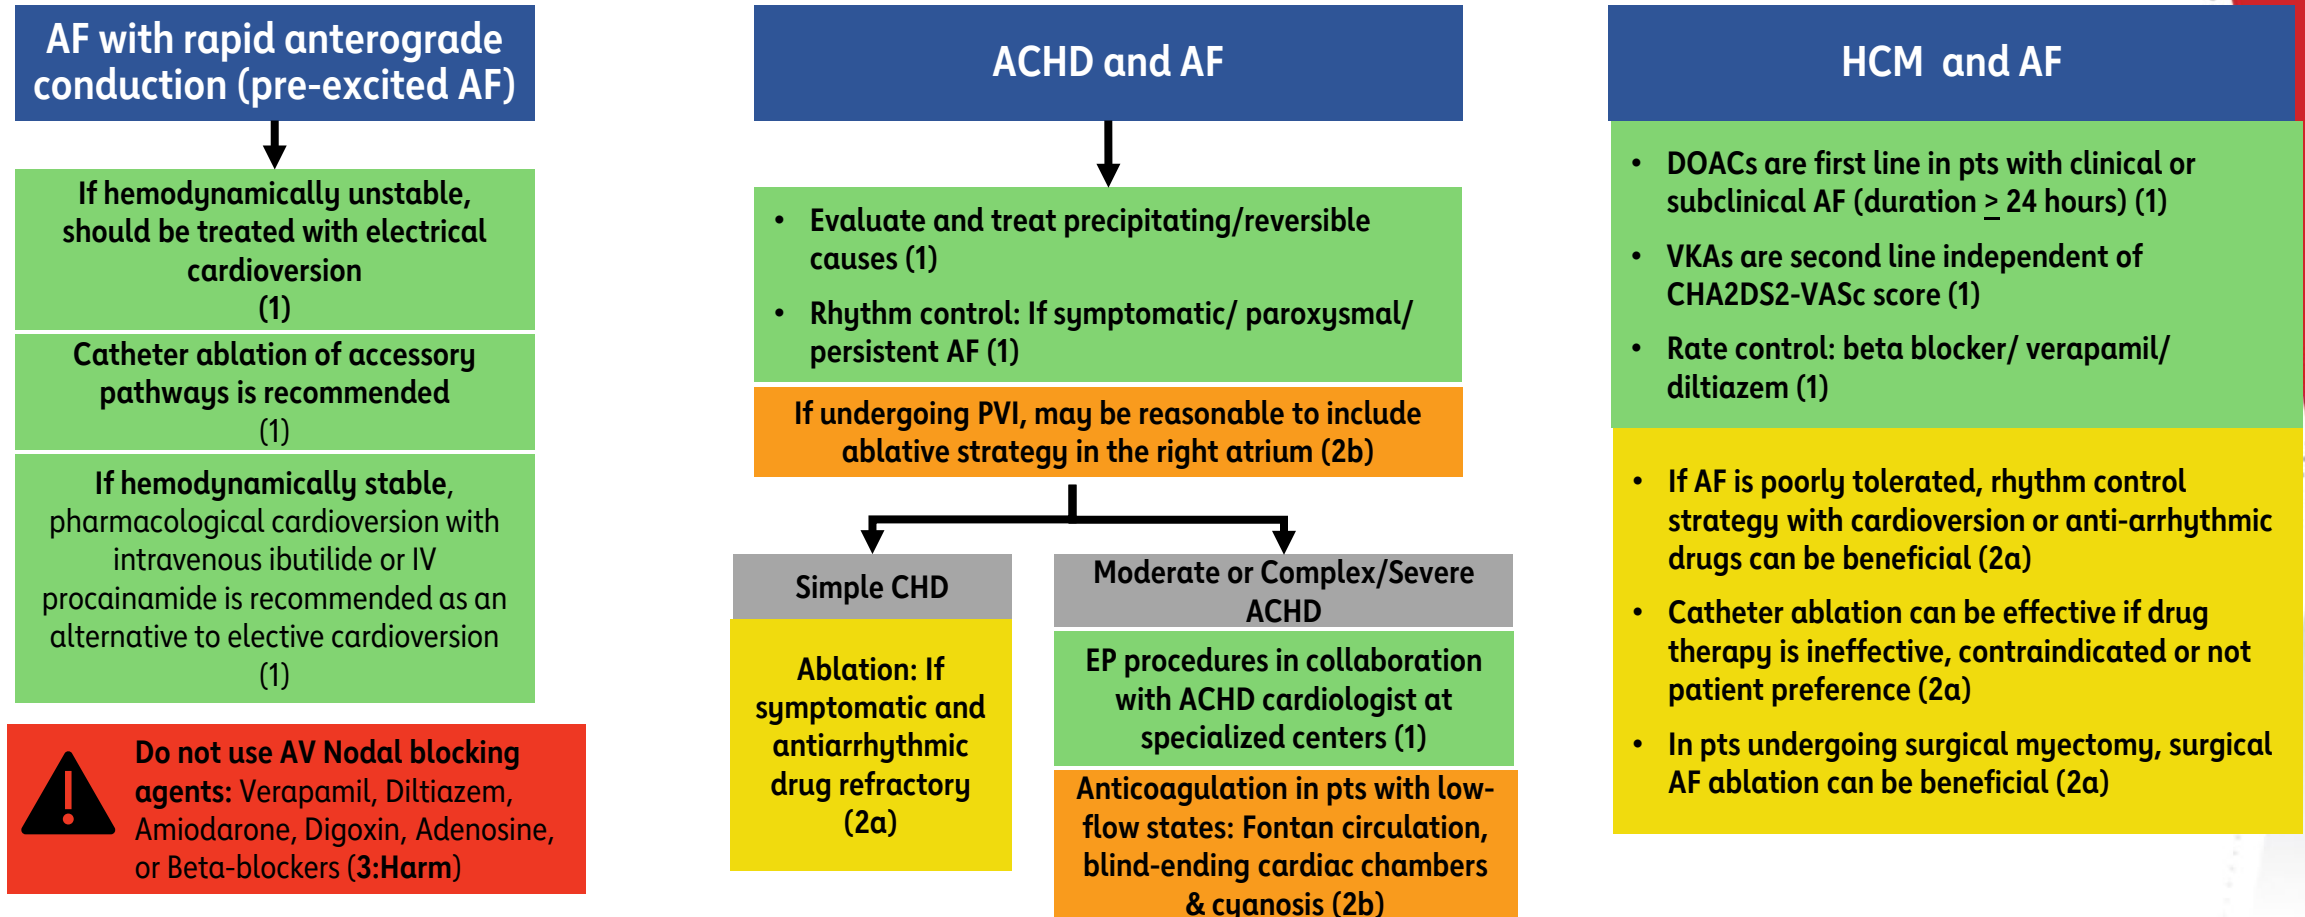 AF with rapid anterograde
conduction (pre-excited AF)
If hemodynamically unstable,
should be treated with electrical
cardioversion
(1)
Catheter ablation of accessory
pathways is recommended
(1)
If hemodynamically stable,
pharmacological cardioversion with
intravenous ibutilide or IV
procainamide is recommended as an
alternative to elective cardioversion
(1)
Do not use AV Nodal blocking
agents: Verapamil, Diltiazem,
Amiodarone, Digoxin, Adenosine,
or Beta-blockers (3:Harm)
ACHD and AF
• Evaluate and treat precipitating/reversible
causes (1)
• Rhythm control: If symptomatic/ paroxysmal/
persistent AF (1)
If undergoing PVI, may be reasonable to include
ablative strategy in the right atrium (2b)
Simple CHD
Ablation: If
symptomatic and
antiarrhythmic
drug refractory
(2a)
Moderate or Complex/Severe
ACHD
EP procedures in collaboration
with ACHD cardiologist at
specialized centers (1)
Anticoagulation in pts with low-
flow states: Fontan circulation,
blind-ending cardiac chambers
& cyanosis (2b)
HCM and AF
• DOACs are first line in pts with clinical or
subclinical AF (duration ≥ 24 hours) (1)
• VKAs are second line independent of
CHA2DS2-VASc score (1)
• Rate control: beta blocker/ verapamil/
diltiazem (1)
• If AF is poorly tolerated, rhythm control
strategy with cardioversion or anti-arrhythmic
drugs can be beneficial (2a)
• Catheter ablation can be effective if drug
therapy is ineffective, contraindicated or not
patient preference (2a)
• In pts undergoing surgical myectomy, surgical
AF ablation can be beneficial (2a)